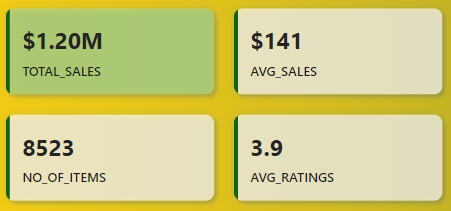 $1.20M
TOTAL_SALES
$141
AVG_SALES
8523
NO_OF_ITEMS
3.9
AVG_RATINGS